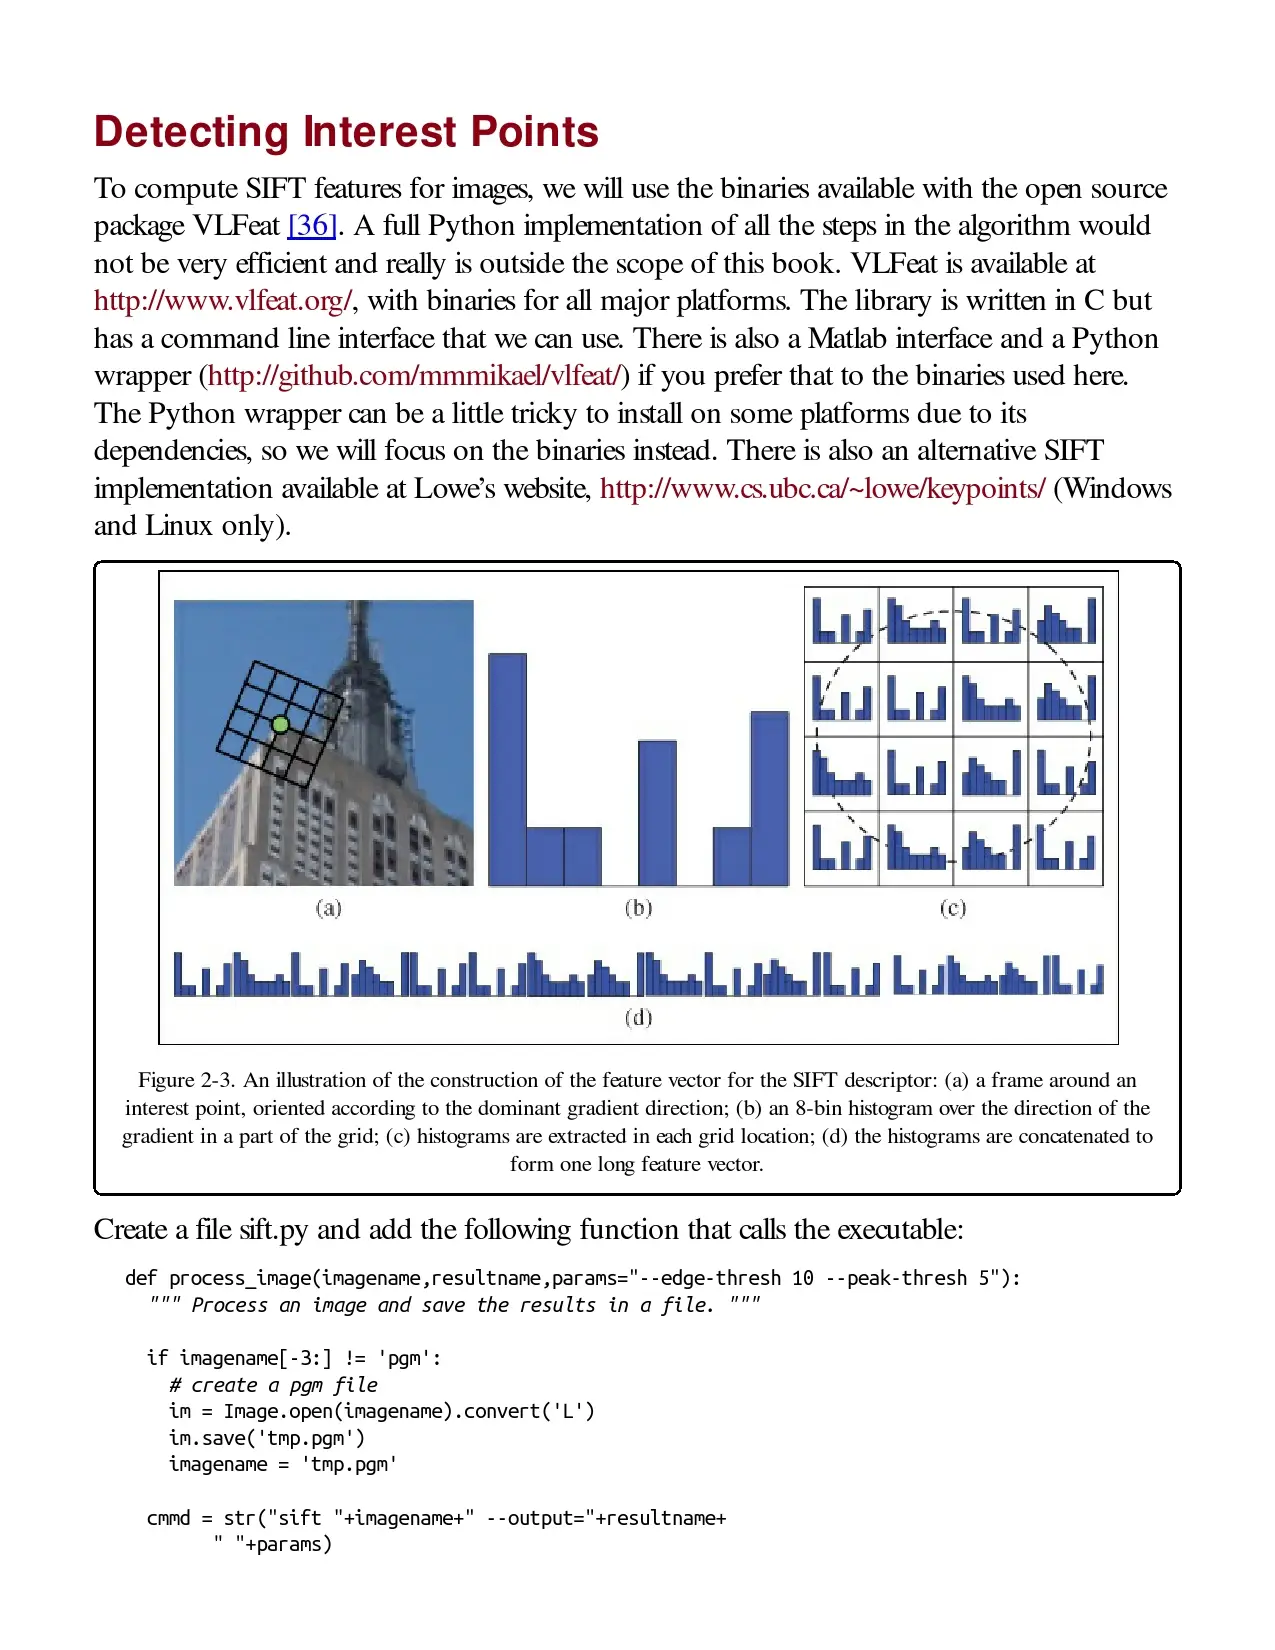 Detecting Interest Points
To compute SIFT features for images, we will use the binaries available with the open source
package VLFeat [36]. A full Python implementation of all the steps in the algorithm would
not be very efficient and really is outside the scope of this book. VLFeat is available at
http://www.vlfeat.org/, with binaries for all major platforms. The library is written in C but
has a command line interface that we can use. There is also a Matlab interface and a Python
wrapper (http://github.com/mmmikael/vlfeat/) if you prefer that to the binaries used here.
The Python wrapper can be a little tricky to install on some platforms due to its
dependencies, so we will focus on the binaries instead. There is also an alternative SIFT
implementation available at Lowe’s website, http://www.cs.ubc.ca/~lowe/keypoints/ (Windows
and Linux only).
(a) (b) (c)
(d)
Figure 2-3. An illustration of the construction of the feature vector for the SIFT descriptor: (a) a frame around an
interest point, oriented according to the dominant gradient direction; (b) an 8-bin histogram over the direction of the
gradient in a part of the grid; (c) histograms are extracted in each grid location; (d) the histograms are concatenated to
form one long feature vector.
Create a file sift.py and add the following function that calls the executable:
def process_image(imagename,resultname,params="--edge-thresh 10 --peak-thresh 5"):
""" Process an image and save the results in a file. """
if imagename[-3:] != 'pgm':
# create a pgm file
im = Image.open(imagename).convert('L')
im.save('tmp.pgm')
imagename = 'tmp.pgm'
cmmd = str("sift "+imagename+" --output="+resultname+
" "+params)